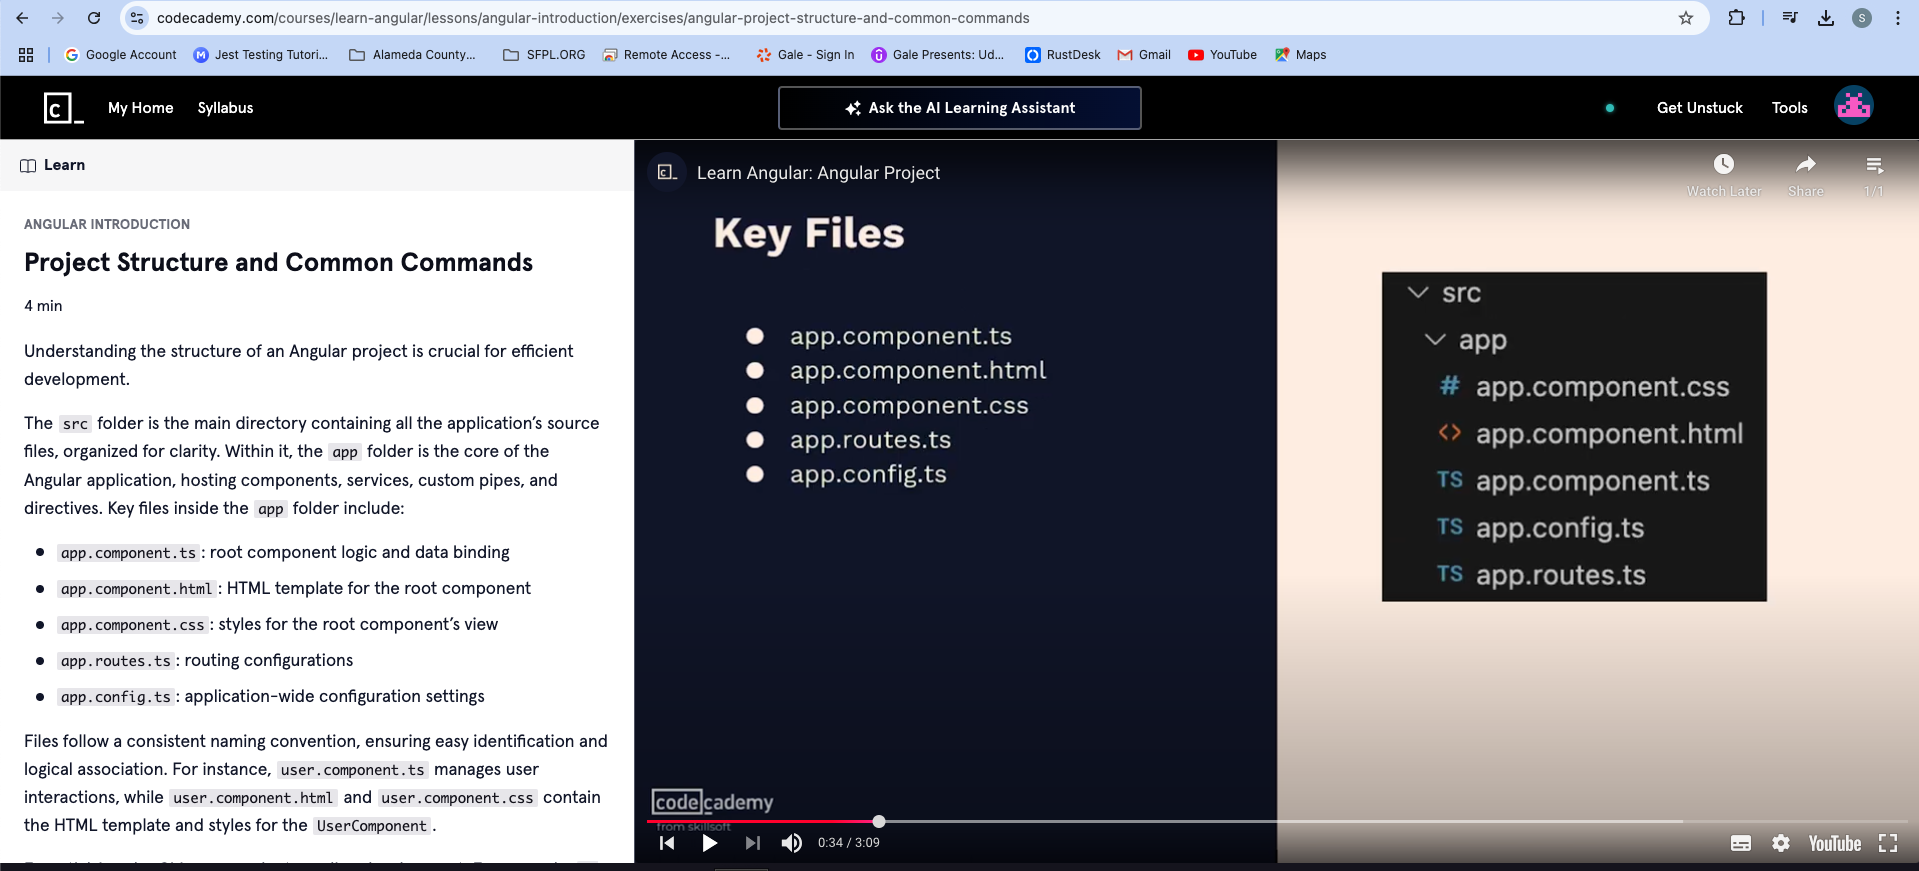 codecademy.com/courses/learn-angular/lessons/angular-introduction/exercises/angular-project-structure-and-common-commands
S
Google Account
Jest Testing Tutori...
Alameda County...
SFPL.ORG
Remote Access -...
Gale - Sign In
Gale Presents: Ud...
RustDesk
Gmail
YouTube
Maps
c_
My Home
Syllabus
Ask the AI Learning Assistant
Get Unstuck
Tools
Learn
ANGULAR INTRODUCTION
Project Structure and Common Commands
4 min
Understanding the structure of an Angular project is crucial for efficient
development.
The src folder is the main directory containing all the application’s source
files, organized for clarity. Within it, the app folder is the core of the
Angular application, hosting components, services, custom pipes, and
directives. Key files inside the app folder include:
app.component.ts: root component logic and data binding
app.component.html: HTML template for the root component
app.component.css: styles for the root component’s view
app.routes.ts: routing configurations
app.config.ts: application-wide configuration settings
Files follow a consistent naming convention, ensuring easy identification and
logical association. For instance, user.component.ts manages user
interactions, while user.component.html and user.component.css contain
the HTML template and styles for the UserComponent.
c_
Learn Angular: Angular Project
Watch Later
Share
1/1
Key Files
app.component.ts
app.component.html
app.component.css
app.routes.ts
app.config.ts
src
app
# app.component.css
<> app.component.html
TS app.component.ts
TS app.config.ts
TS app.routes.ts
codecademy
from skillsoft
0:34 / 3:09
YouTube